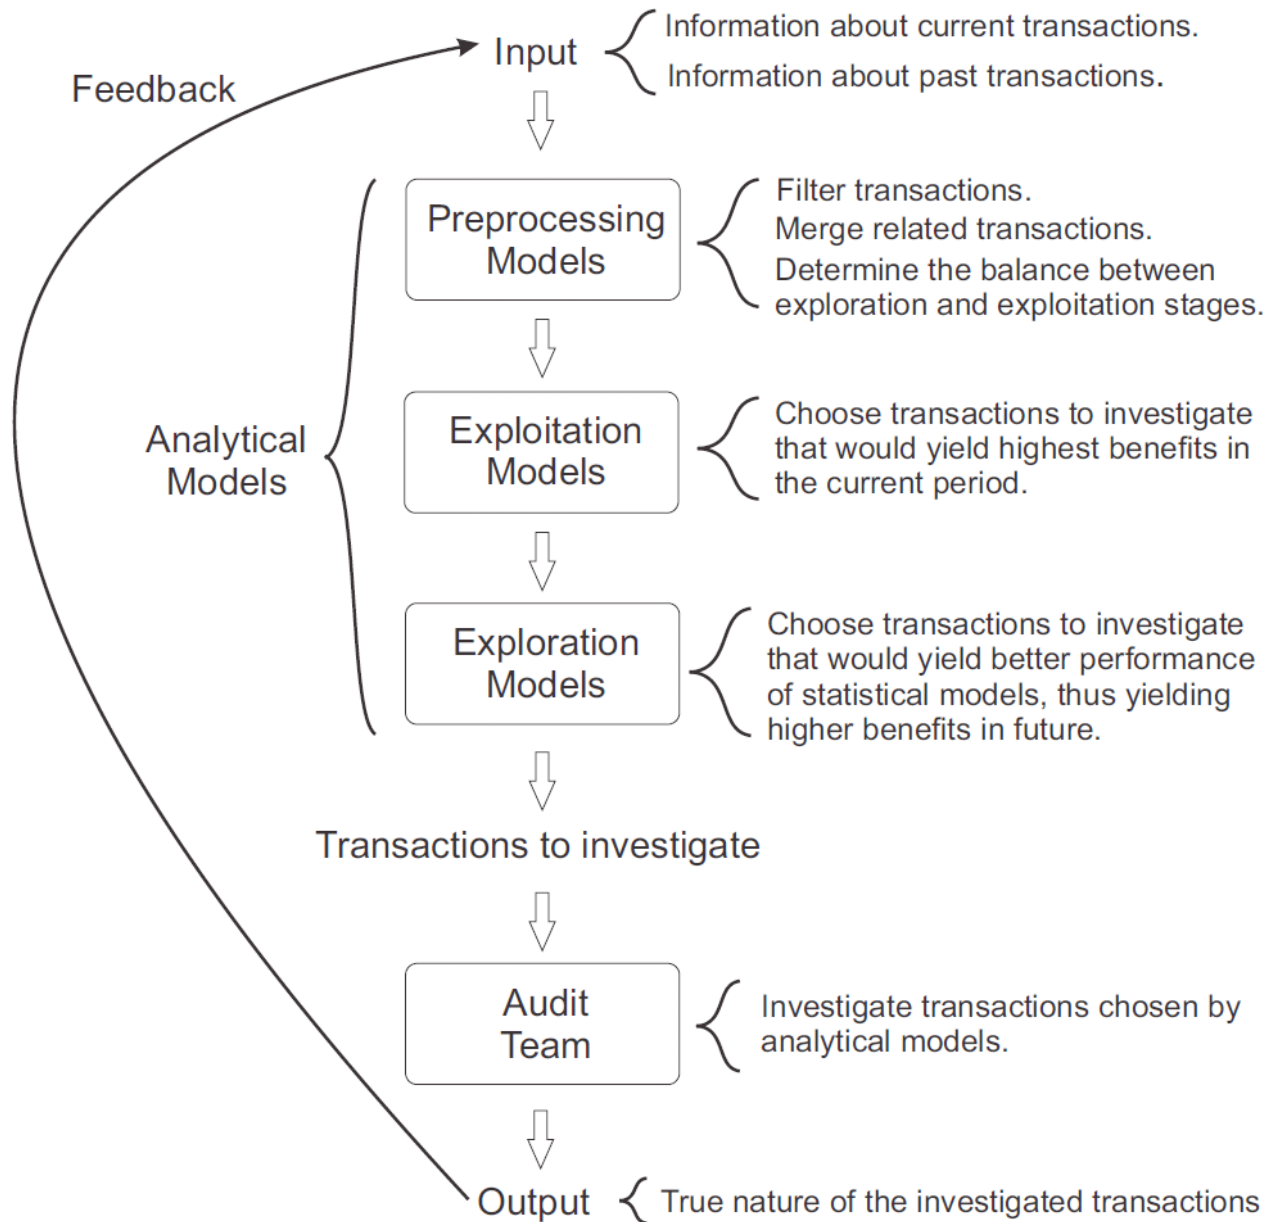 Input
Information about current transactions.
Information about past transactions.
Feedback
Preprocessing
Models
Filter transactions.
Merge related transactions.
Determine the balance between
exploration and exploitation stages.
Analytical
Models
Exploitation
Models
Choose transactions to investigate
that would yield highest benefits in
the current period.
Exploration
Models
Choose transactions to investigate
that would yield better performance
of statistical models, thus yielding
higher benefits in future.
Transactions to investigate
Audit
Team
Investigate transactions chosen by
analytical models.
Output
True nature of the investigated transactions